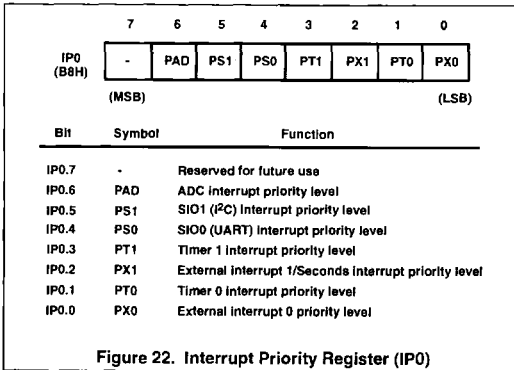 7 6 5 4 3 2 1 0
IP0 (B8H) - PAD PS1 PS0 PT1 PX1 PT0 PX0
(MSB) (LSB)
Bit Symbol Function
IP0.7 - Reserved for future use
IP0.6 PAD ADC interrupt priority level
IP0.5 PS1 SIO1 (I²C) Interrupt priority level
IP0.4 PS0 SIO0 (UART) Interrupt priority level
IP0.3 PT1 Timer 1 interrupt priority level
IP0.2 PX1 External interrupt 1/Seconds interrupt priority level
IP0.1 PT0 Timer 0 interrupt priority level
IP0.0 PX0 External interrupt 0 priority level
Figure 22. Interrupt Priority Register (IP0)